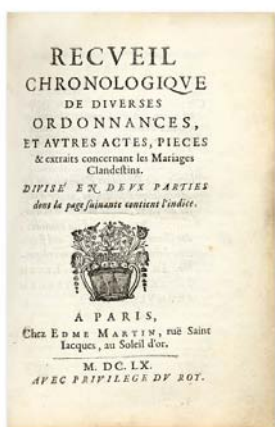 RECVEIL
CHRONOLOGIQVE
DE DIVERSES
ORDONNANCES,
ET AVTRES ACTES, PIECES
& extraits concernant les Mariages
Clandeſtins.
DIVISÉ EN DEVX PARTIES
dont la page ſuiuante contient l'indice.
A PARIS,
Chez EDME MARTIN, ruë Saint
Iacques, au Soleil d'or.
M. DC. LX.
AVEC PRIVILEGE DV ROY.